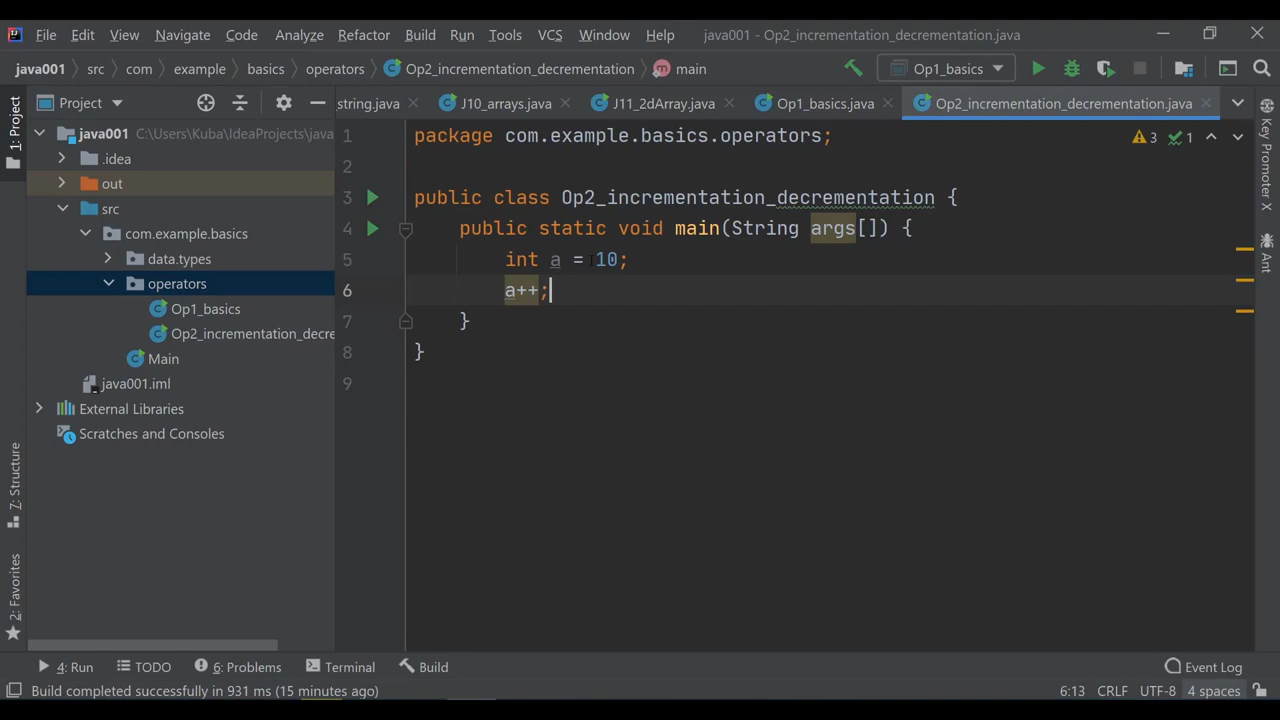 File Edit View Navigate Code Analyze Refactor Build Run Tools VCS Window Help java001 - Op2_incrementation_decrementation.java
java001 src com example basics operators Op2_incrementation_decrementation main Op1_basics
Project string.java J10_arrays.java J11_2dArray.java Op1_basics.java Op2_incrementation_decrementation.java
1: Project
java001 C:\Users\Kuba\IdeaProjects\java
.idea
out
src
com.example.basics
data.types
operators
Op1_basics
Op2_incrementation_decre
Main
java001.iml
External Libraries
Scratches and Consoles
7: Structure
2: Favorites
1 package com.example.basics.operators;
2
3 public class Op2_incrementation_decrementation {
4 public static void main(String args[]) {
5 int a = 10;
6 a++;
7 }
8 }
9
3 1
Key Promoter X
Ant
4: Run TODO 6: Problems Terminal Build Event Log
Build completed successfully in 931 ms (15 minutes ago) 6:13 CRLF UTF-8 4 spaces